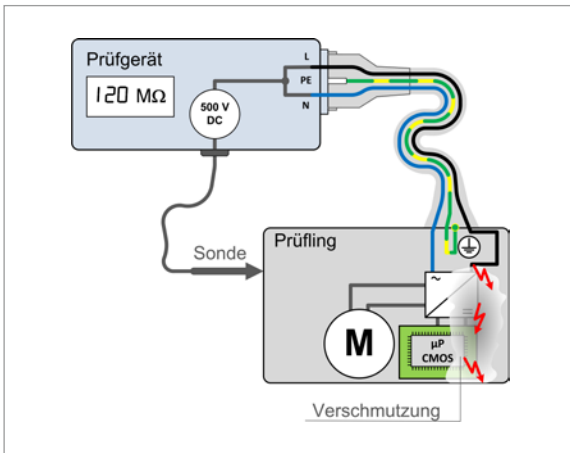 Prüfgerät
120 MΩ
500 V
DC
L
PE
N
Sonde
Prüfling
~
=
M
µP
CMOS
Verschmutzung